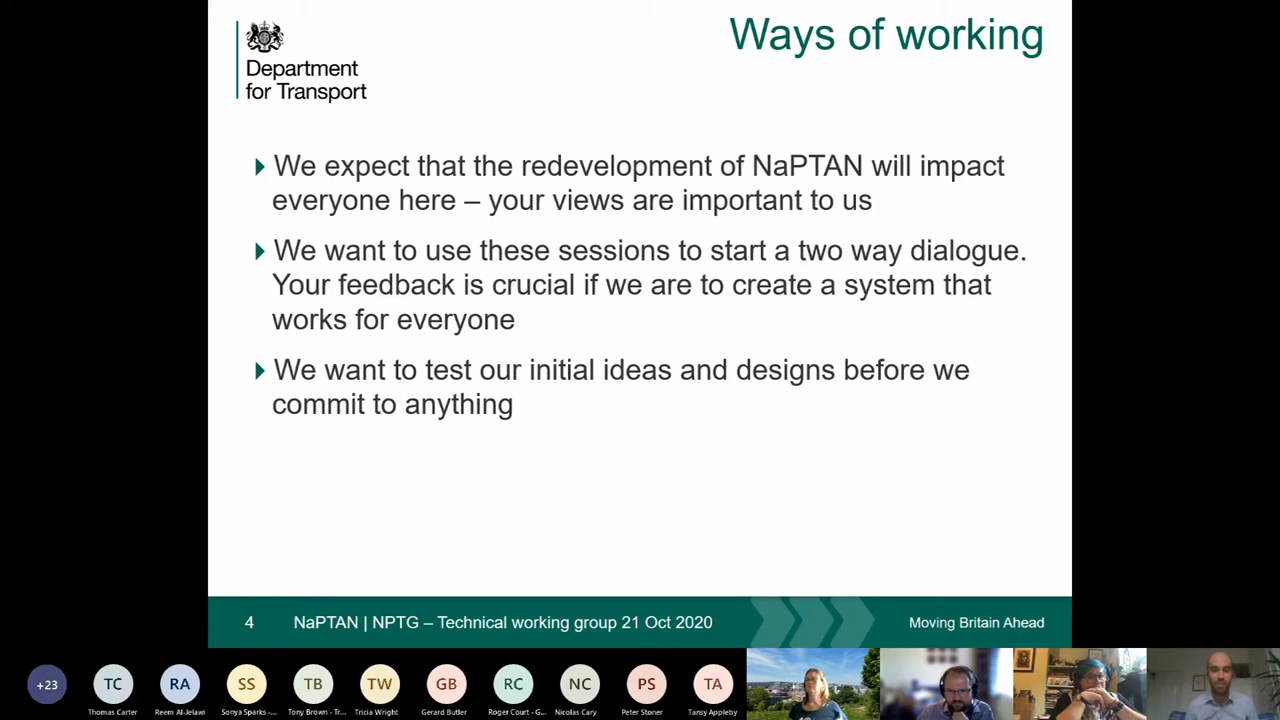 Ways of working
Department
for Transport
We expect that the redevelopment of NaPTAN will impact
everyone here – your views are important to us
We want to use these sessions to start a two way dialogue.
Your feedback is crucial if we are to create a system that
works for everyone
We want to test our initial ideas and designs before we
commit to anything
4 NaPTAN | NPTG – Technical working group 21 Oct 2020 Moving Britain Ahead
+23 TC RA SS TB TW GB RC NC PS TA
Thomas Carter Reem Al-Jelawi Sonya Sparks -... Tony Brown - Tr... Tricia Wright Gerard Butler Roger Court - G... Nicolas Cary Peter Stoner Tansy Appleby